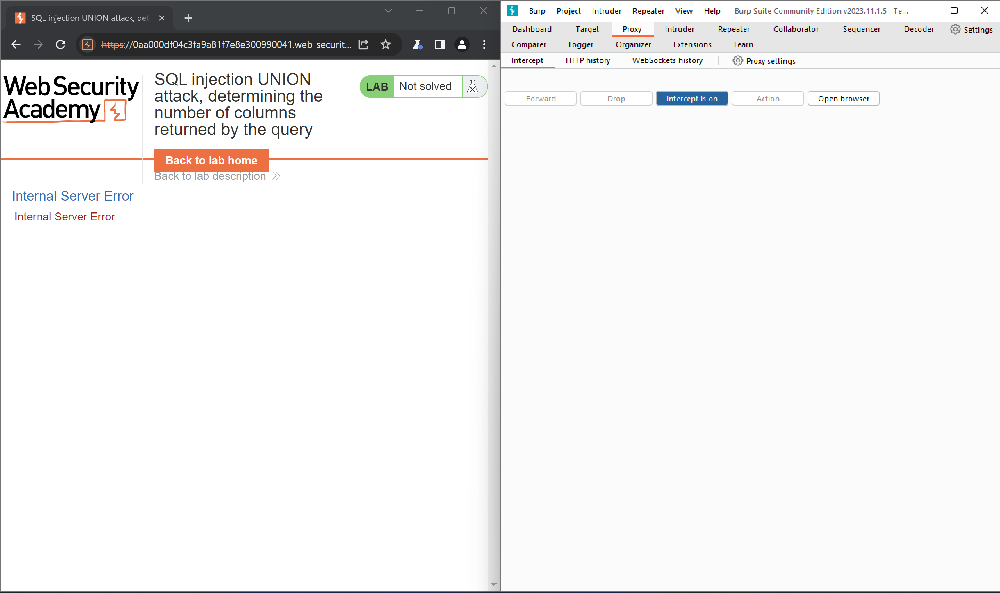 SQL injection UNION attack, det
https://0aa000df04c3fa9a81f7e8e300990041.web-securit...
Web Security
Academy
SQL injection UNION
attack, determining the
number of columns
returned by the query
LAB Not solved
Back to lab home
Back to lab description
Internal Server Error
Internal Server Error
Burp Project Intruder Repeater View Help Burp Suite Community Edition v2023.11.1.5 - Te...
Dashboard Target Proxy Intruder Repeater Collaborator Sequencer Decoder Settings
Comparer Logger Organizer Extensions Learn
Intercept HTTP history WebSockets history Proxy settings
Forward Drop Intercept is on Action Open browser